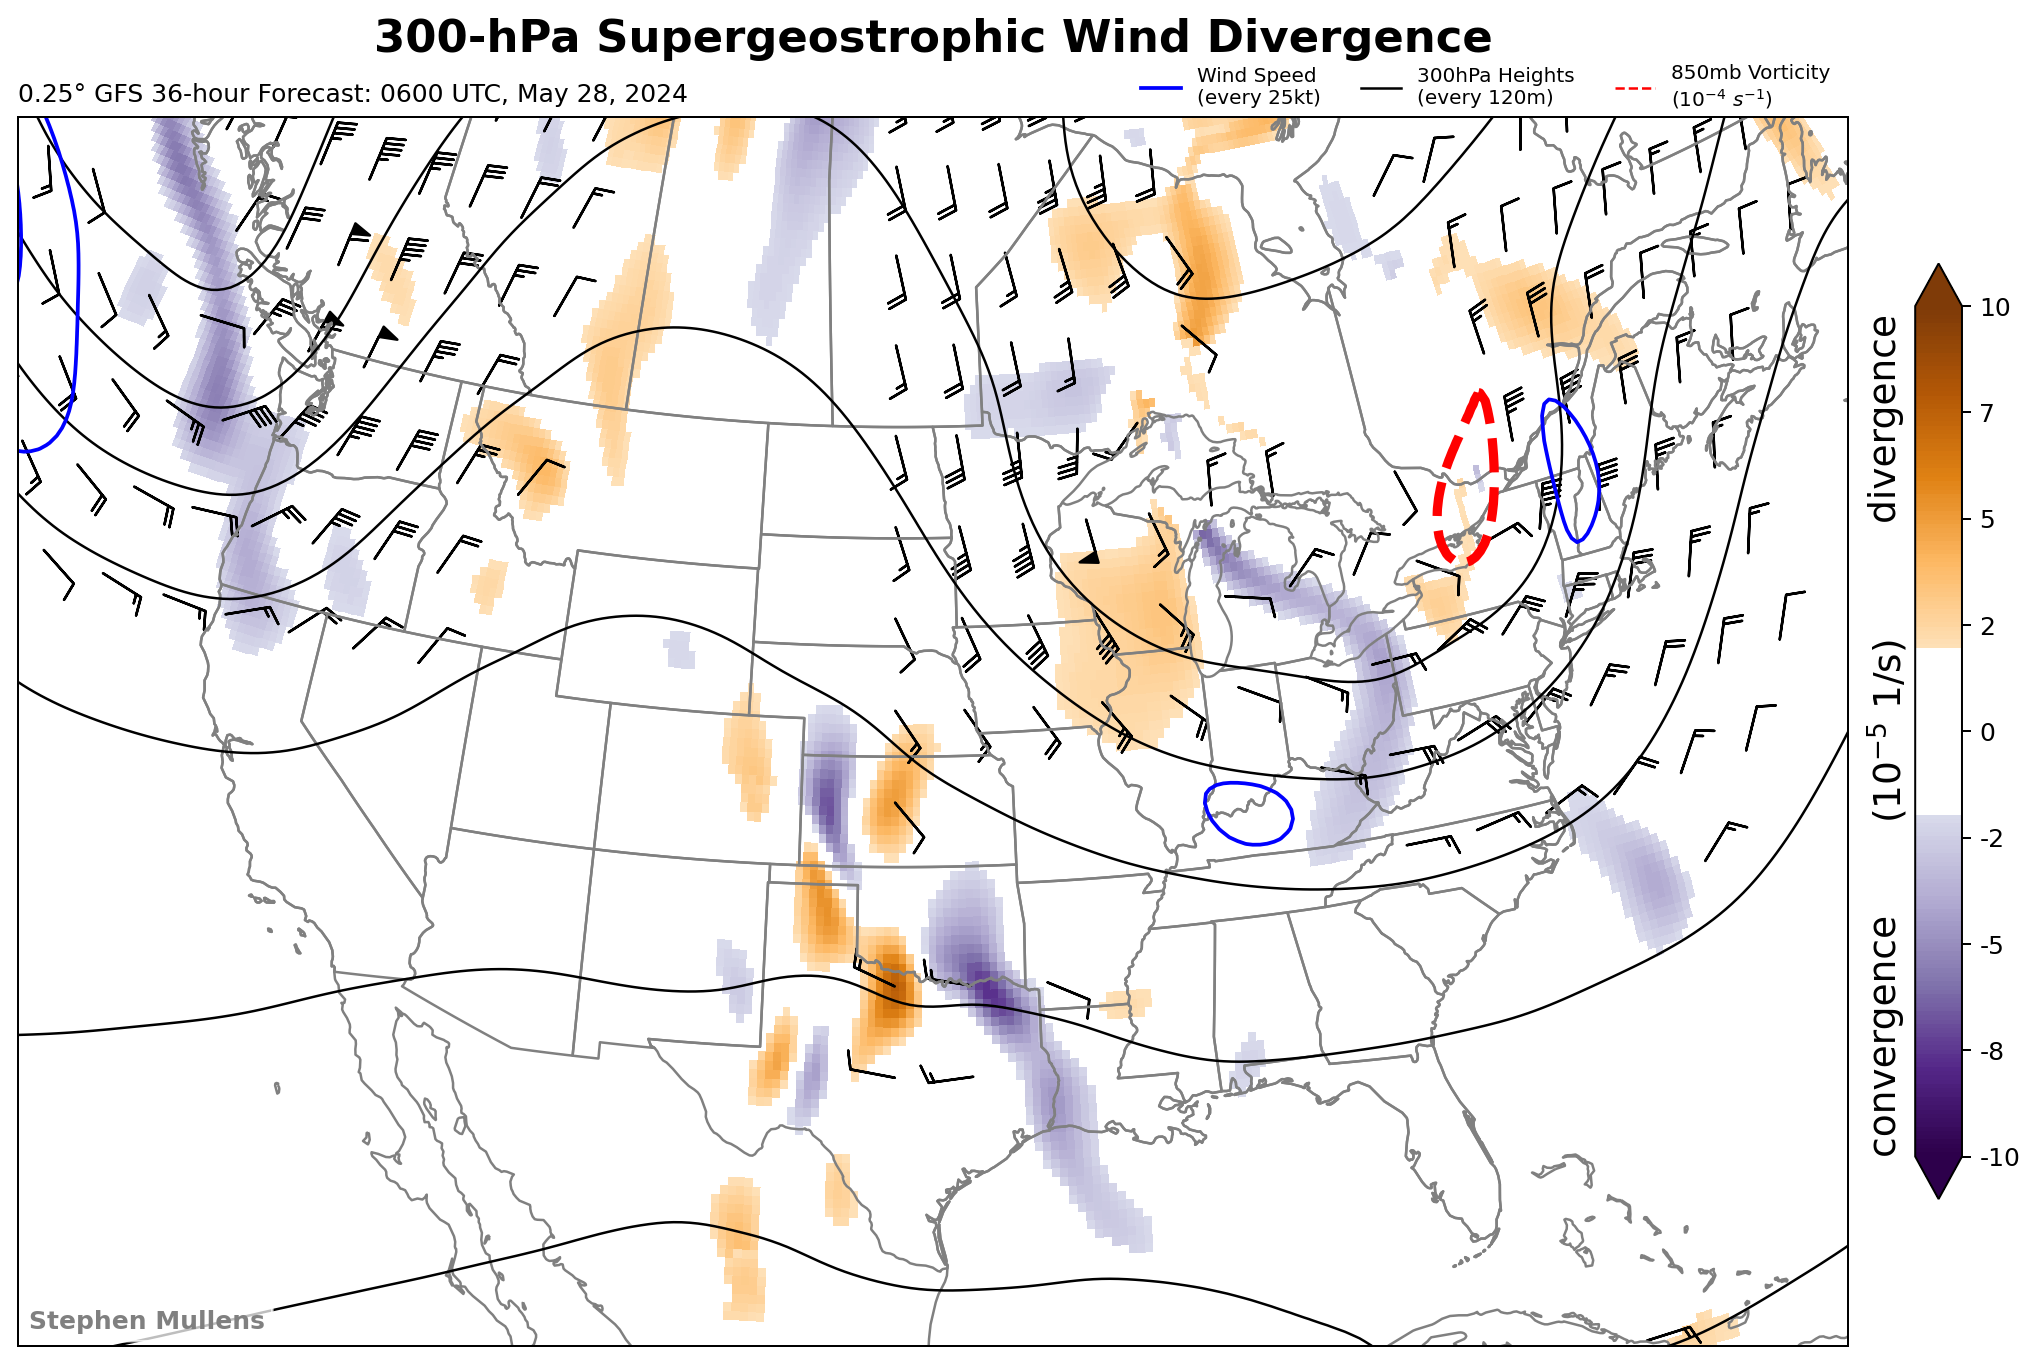 300-hPa Supergeostrophic Wind Divergence
0.25° GFS 36-hour Forecast: 0600 UTC, May 28, 2024
Wind Speed
(every 25kt)
300hPa Heights
(every 120m)
850mb Vorticity
(10⁻⁴ s⁻¹)
10
7
5
2
0
-2
-5
-8
-10
convergence (10⁻⁵ 1/s) divergence
Stephen Mullens